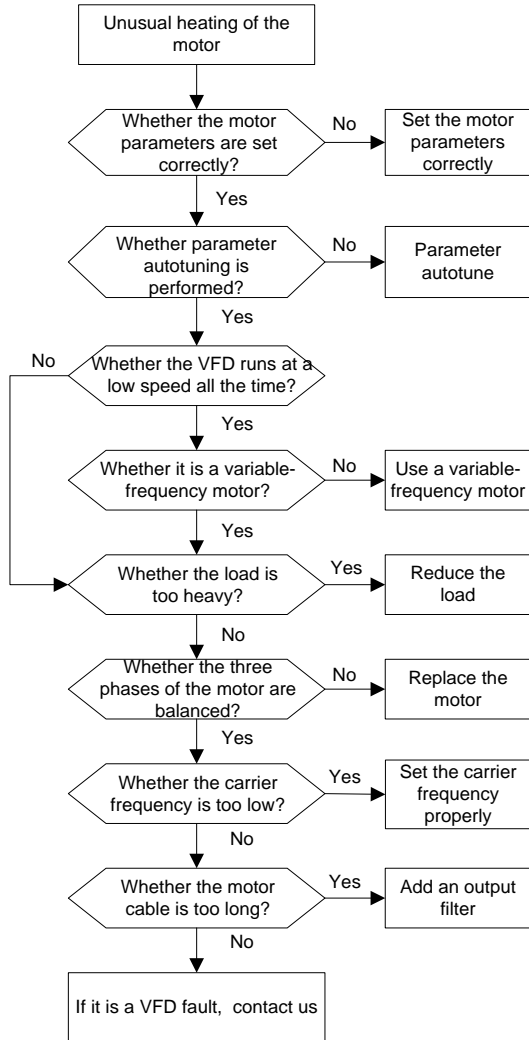 Unusual heating of the
motor
Whether the motor
parameters are set
correctly?
No
Set the motor
parameters
correctly
Yes
Whether parameter
autotuning is
performed?
No
Parameter
autotune
Yes
No
Whether the VFD runs at a
low speed all the time?
Yes
Whether it is a variable-
frequency motor?
No
Use a variable-
frequency motor
Yes
Whether the load is
too heavy?
Yes
Reduce the
load
No
Whether the three
phases of the motor are
balanced?
No
Replace the
motor
Yes
Whether the carrier
frequency is too low?
Yes
Set the carrier
frequency
properly
No
Whether the motor
cable is too long?
Yes
Add an output
filter
No
If it is a VFD fault,  contact us